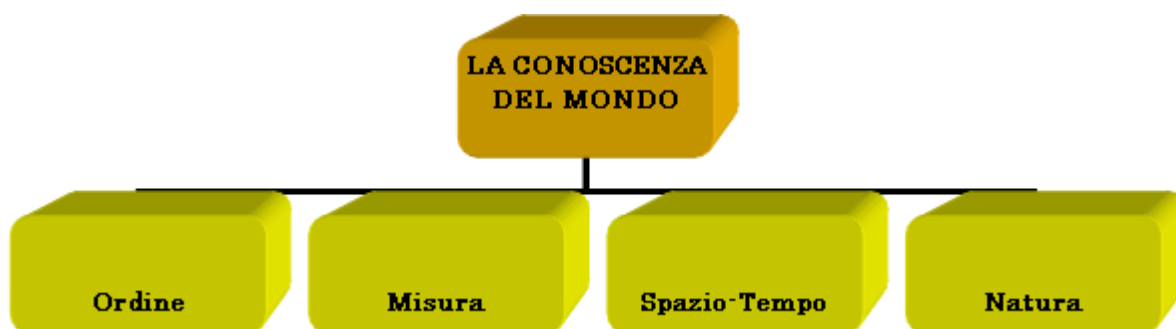 LA CONOSCENZA
DEL MONDO
Ordine
Misura
Spazio-Tempo
Natura